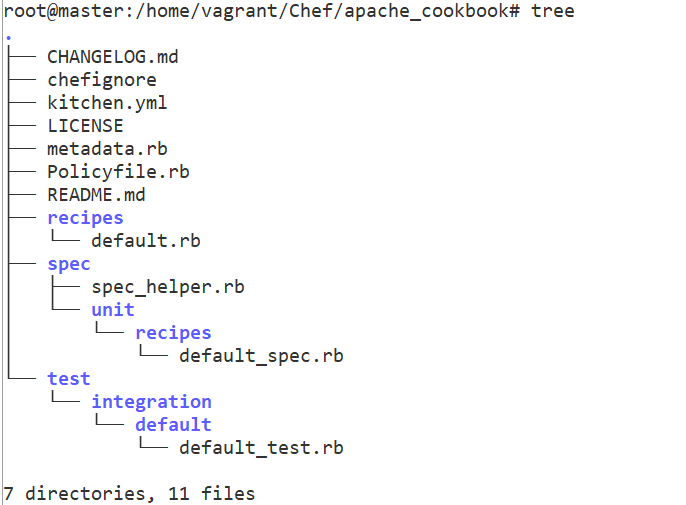 root@master:/home/vagrant/Chef/apache_cookbook# tree
.
├── CHANGELOG.md
├── chefignore
├── kitchen.yml
├── LICENSE
├── metadata.rb
├── Policyfile.rb
├── README.md
├── recipes
│   └── default.rb
├── spec
│   ├── spec_helper.rb
│   └── unit
│       └── recipes
│           └── default_spec.rb
└── test
    └── integration
        └── default
            └── default_test.rb

7 directories, 11 files